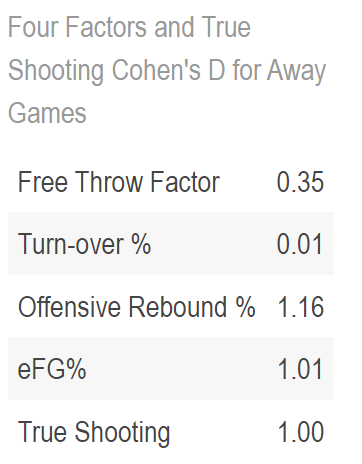 Four Factors and True
Shooting Cohen's D for Away
Games
Free Throw Factor 0.35
Turn-over % 0.01
Offensive Rebound % 1.16
eFG% 1.01
True Shooting 1.00